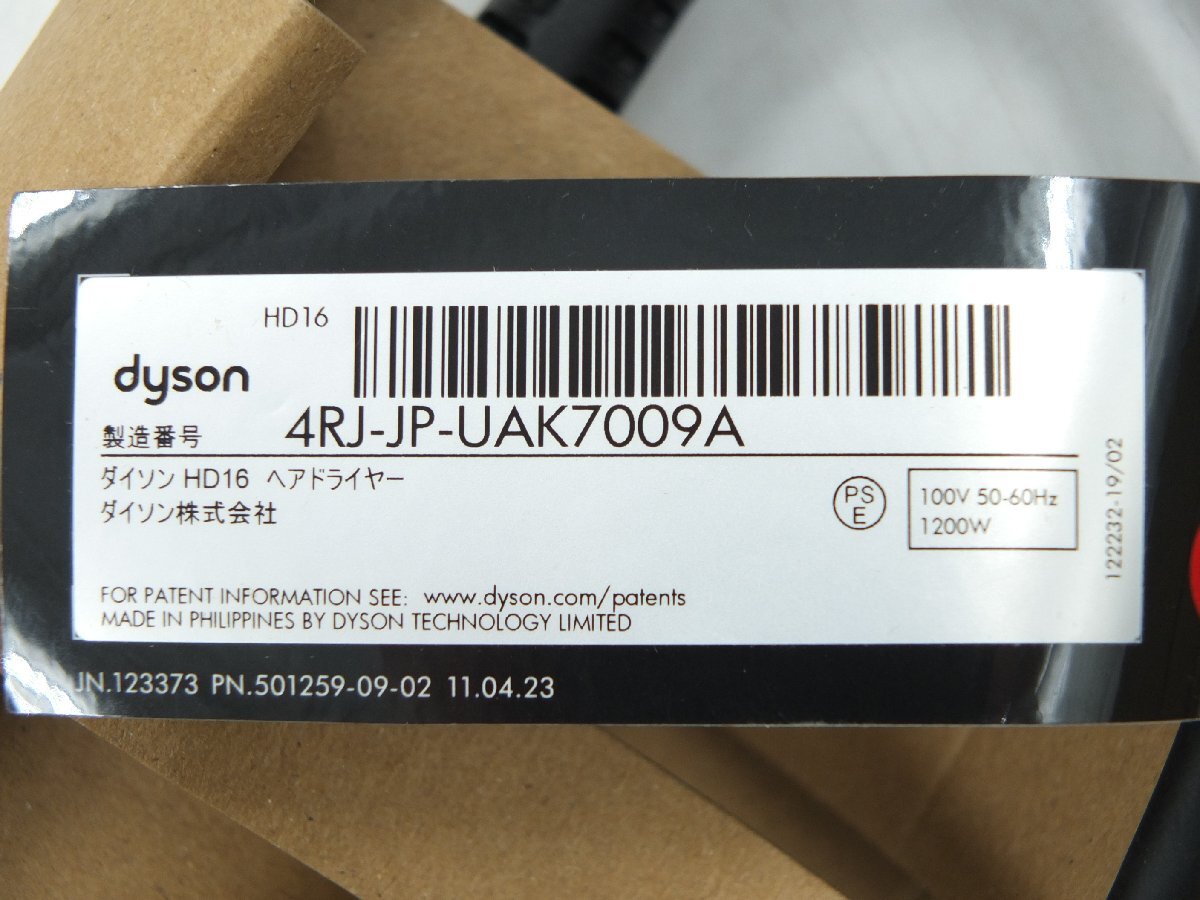 HD16
dyson
製造番号 4RJ-JP-UAK7009A
ダイソン HD16 ヘアドライヤー
ダイソン株式会社
PS
E
100V 50-60Hz
1200W
122232-19/02
FOR PATENT INFORMATION SEE: www.dyson.com/patents
MADE IN PHILIPPINES BY DYSON TECHNOLOGY LIMITED
JN.123373 PN.501259-09-02 11.04.23